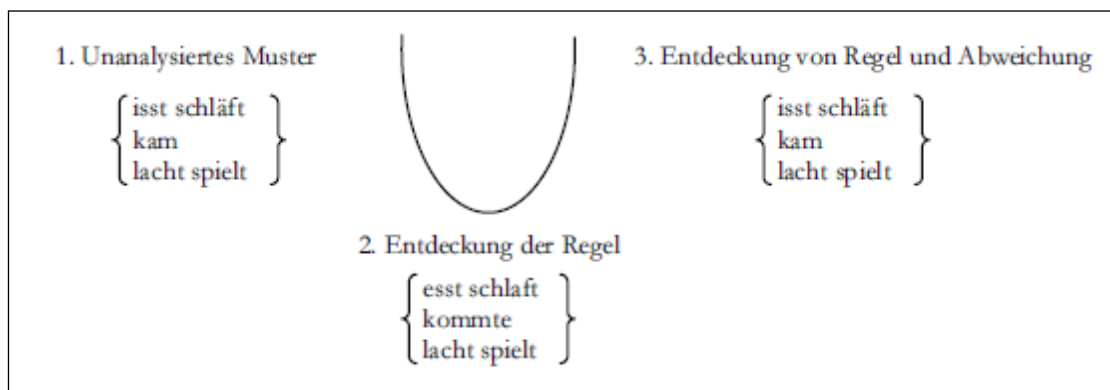 1. Unanalysiertes Muster
isst schläft
kam
lacht spielt
2. Entdeckung der Regel
esst schlaft
kommte
lacht spielt
3. Entdeckung von Regel und Abweichung
isst schläft
kam
lacht spielt